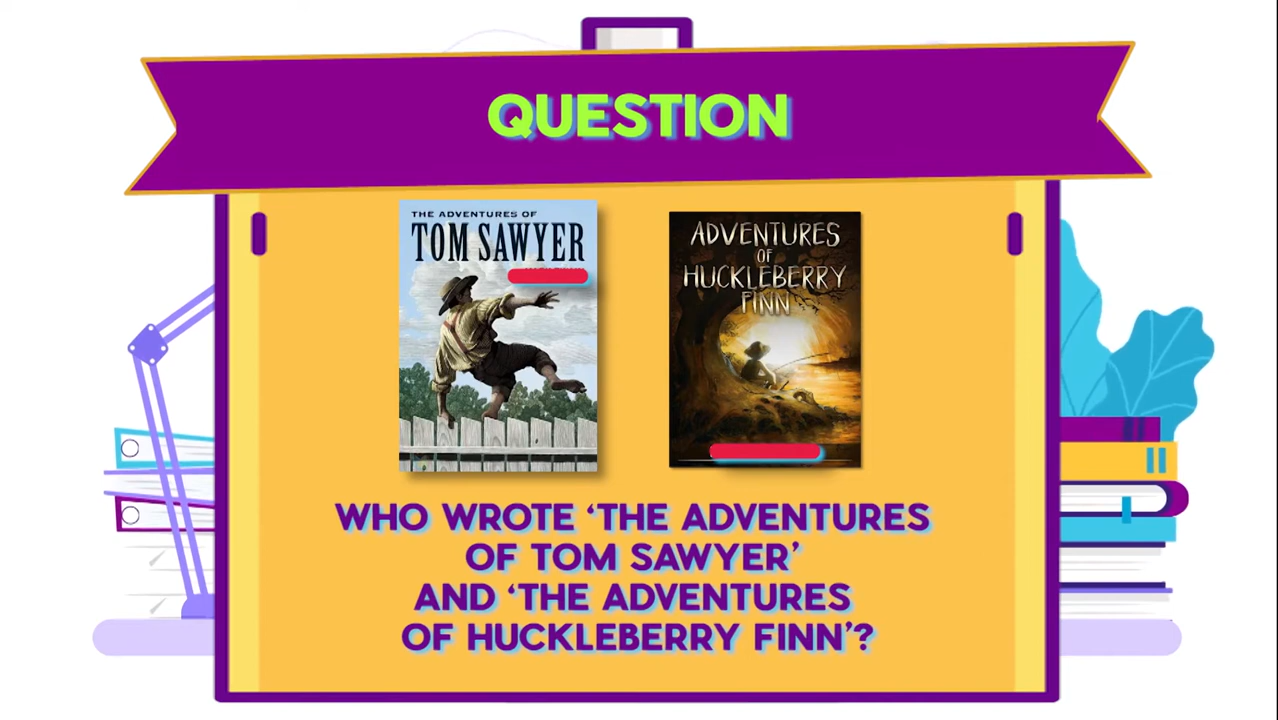 QUESTION
THE ADVENTURES OF
TOM SAWYER
ADVENTURES
OF
HUCKLEBERRY
FINN
WHO WROTE ‘THE ADVENTURES
OF TOM SAWYER’
AND ‘THE ADVENTURES
OF HUCKLEBERRY FINN’?